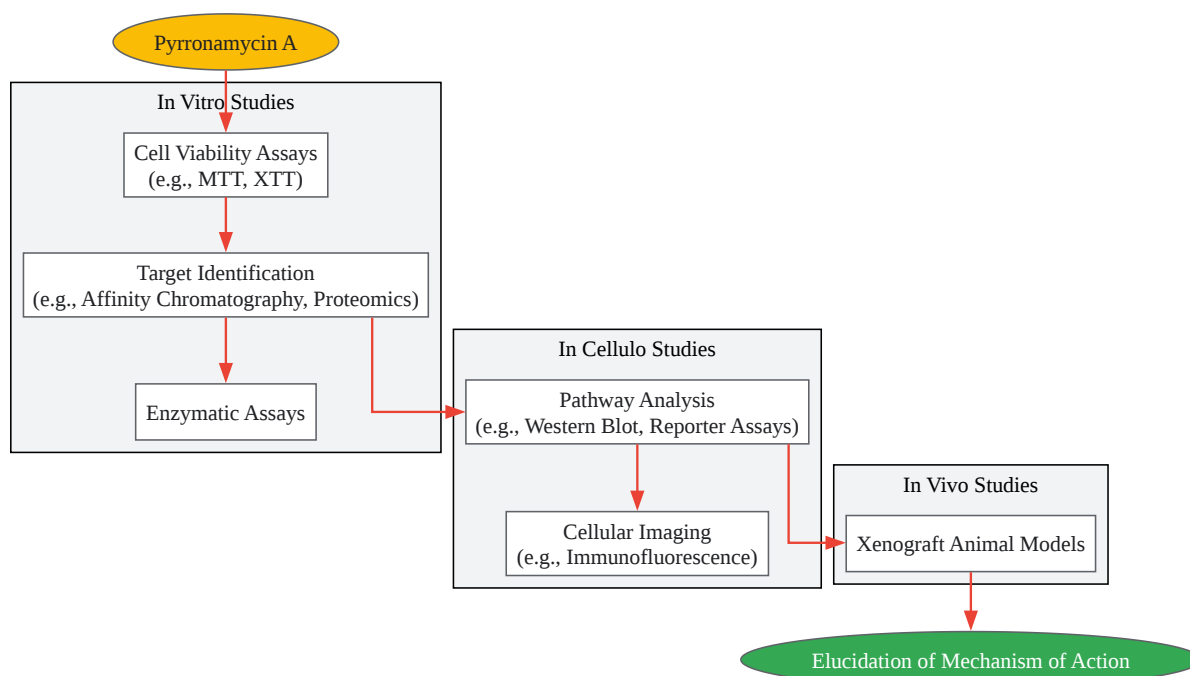 Pyrronamycin A
In Vitro Studies
Cell Viability Assays
(e.g., MTT, XTT)
Target Identification
(e.g., Affinity Chromatography, Proteomics)
Enzymatic Assays
In Cellulo Studies
Pathway Analysis
(e.g., Western Blot, Reporter Assays)
Cellular Imaging
(e.g., Immunofluorescence)
In Vivo Studies
Xenograft Animal Models
Elucidation of Mechanism of Action